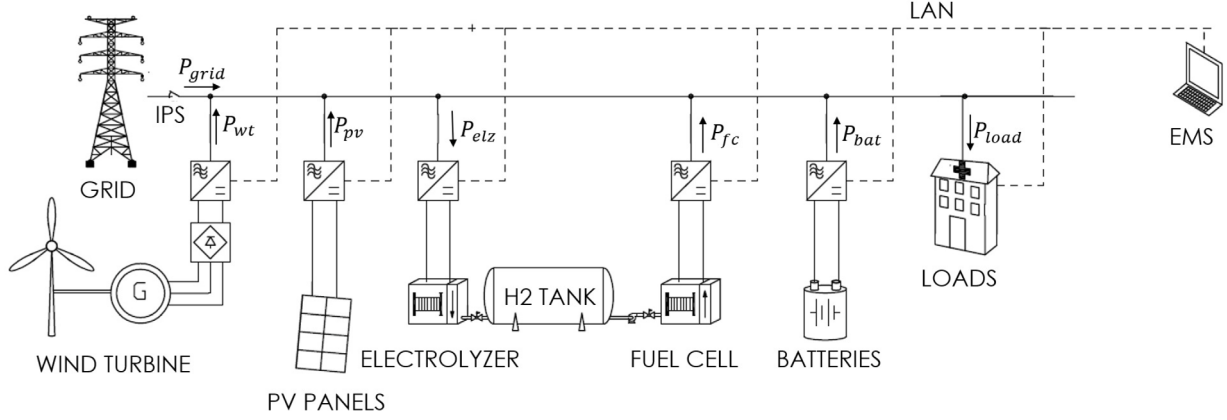 LAN
P_grid
IPS
P_wt
P_pv
P_elz
P_fc
P_bat
P_load
EMS
GRID
LOADS
G
H2 TANK
WIND TURBINE
ELECTROLYZER
FUEL CELL
BATTERIES
PV PANELS